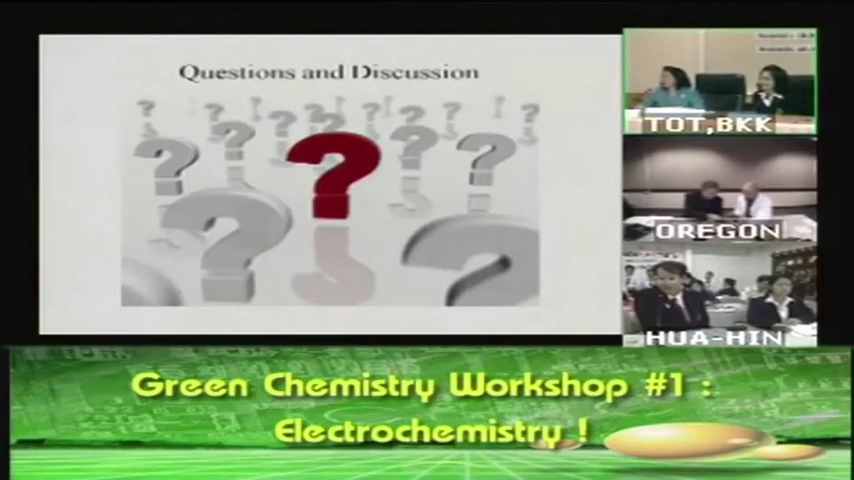 Questions and Discussion
TOT,BKK
OREGON
HUA-HIN
Green Chemistry Workshop #1 :
Electrochemistry !